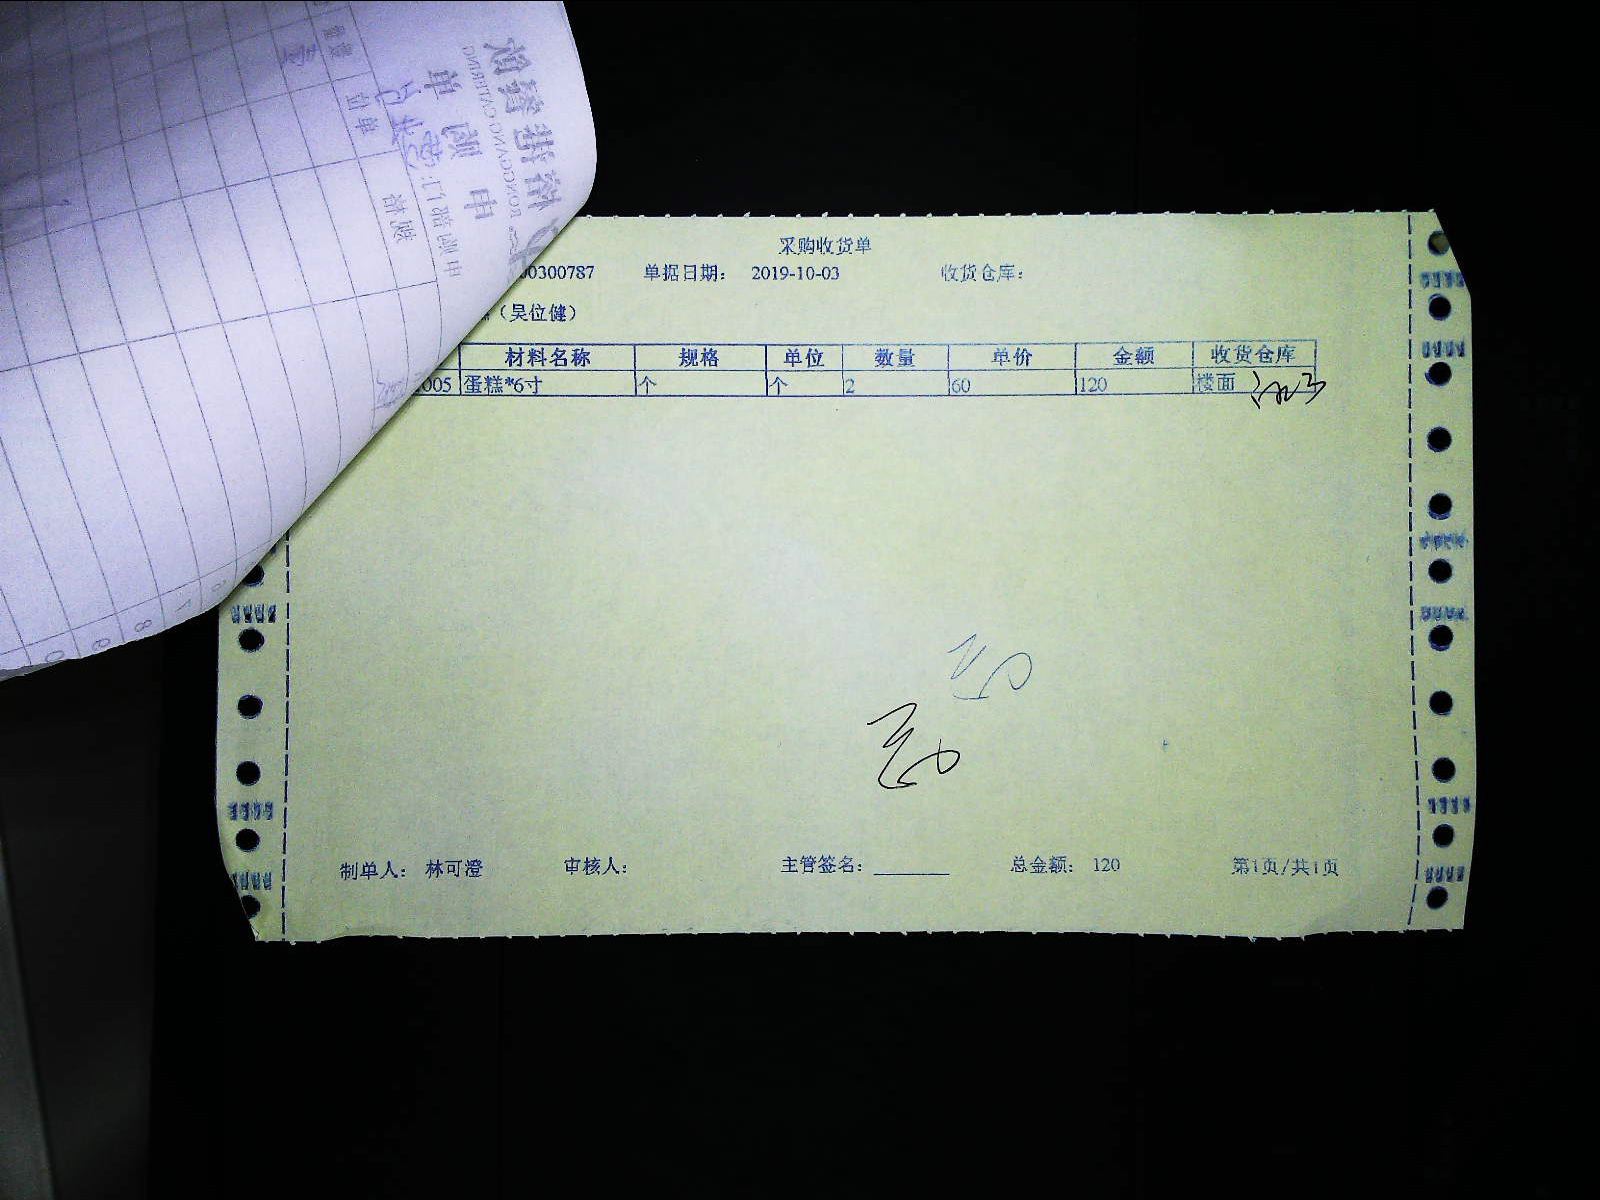 采购收货单
00300787 单据日期： 2019-10-03 收货仓库：
（吴位健）
材料名称 规格 单位 数量 单价 金额 收货仓库
005 蛋糕*6寸 个 个 2 60 120 楼面
制单人： 林可澄 审核人： 主管签名： 总金额： 120 第1页/共1页